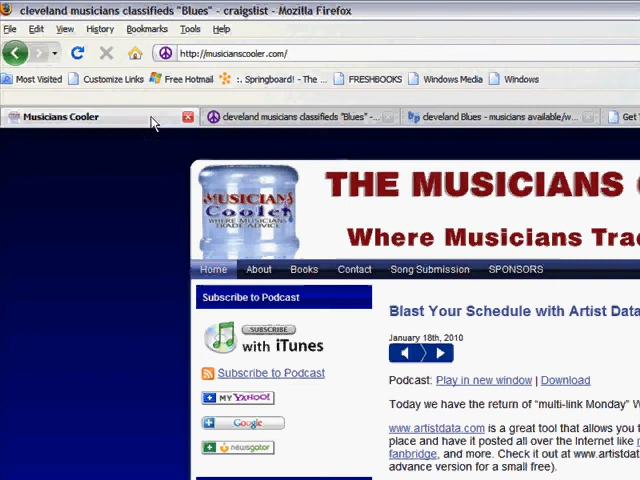 cleveland musicians classifieds "Blues" - craigslist - Mozilla Firefox
File Edit View History Bookmarks Tools Help
http://musicianscooler.com/
Most Visited Customize Links Free Hotmail :. Springboard! - The ... FRESHBOOKS Windows Media Windows
Musicians Cooler cleveland musicians classifieds "Blues" -... cleveland Blues - musicians available/w... Get
THE MUSICIANS
MUSICIANS
Cooler
WHERE MUSICIANS
TRADE ADVICE
Where Musicians Tra
Home About Books Contact Song Submission SPONSORS
Subscribe to Podcast
Blast Your Schedule with Artist Data
SUBSCRIBE
with iTunes
January 18th, 2010
Subscribe to Podcast
Podcast: Play in new window | Download
MY YAHOO!
Today we have the return of "multi-link Monday" W
Google
www.artistdata.com is a great tool that allows you t
place and have it posted all over the Internet like
newsgator
fanbridge, and more. Check it out at www.artistdat
advance version for a small free).